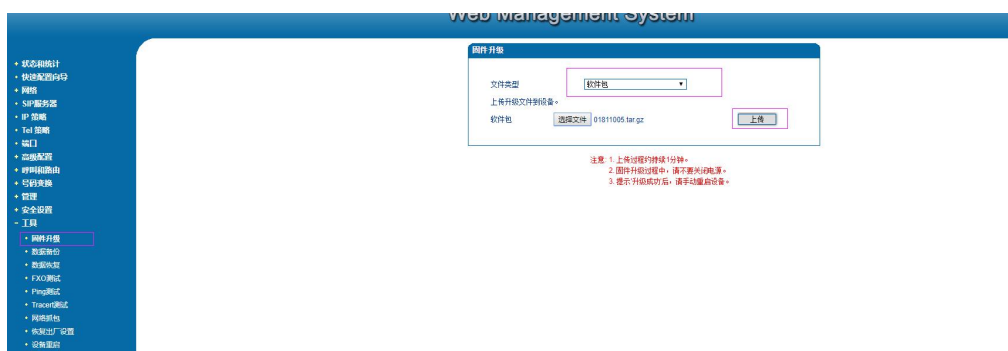 Web Management System
+ 状态和统计
• 快速配置向导
+ 网络
• SIP服务器
• IP 策略
• Tel 策略
• 端口
+ 高级配置
+ 呼叫和路由
+ 号码变换
+ 管理
+ 安全设置
- 工具
• 固件升级
• 数据备份
• 数据恢复
• FXO测试
• Ping测试
• Tracert测试
• 网络抓包
• 恢复出厂设置
• 设备重启
固件升级
文件类型 软件包
上传升级文件到设备。
软件包 选择文件 01811005.tar.gz 上传
注意: 1. 上传过程约持续1分钟。
2. 固件升级过程中，请不要关闭电源。
3. 提示'升级成功'后，请手动重启设备。